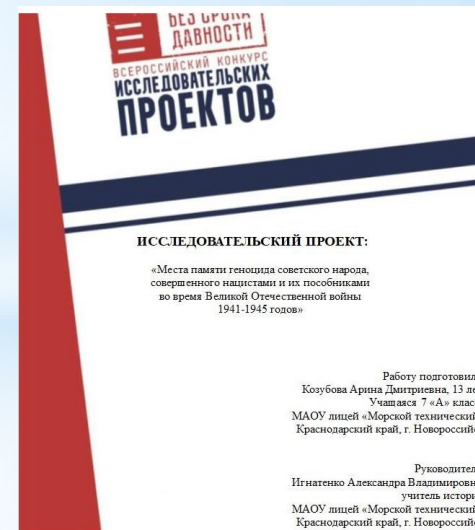 БЕЗ СРОКА
ДАВНОСТИ
ВСЕРОССИЙСКИЙ КОНКУРС
ИССЛЕДОВАТЕЛЬСКИХ
ПРОЕКТОВ
ИССЛЕДОВАТЕЛЬСКИЙ ПРОЕКТ:
«Места памяти геноцида советского народа,
совершенного нацистами и их пособниками
во время Великой Отечественной войны
1941-1945 годов»
Работу подготовил
Козубова Арина Дмитриевна, 13 ле
Учащаяся 7 «А» клас
МАОУ лицей «Морской технический
Краснодарский край, г. Новороссий
Руководител
Игнатенко Александра Владимировн
учитель истори
МАОУ лицей «Морской технический
Краснодарский край, г. Новороссий